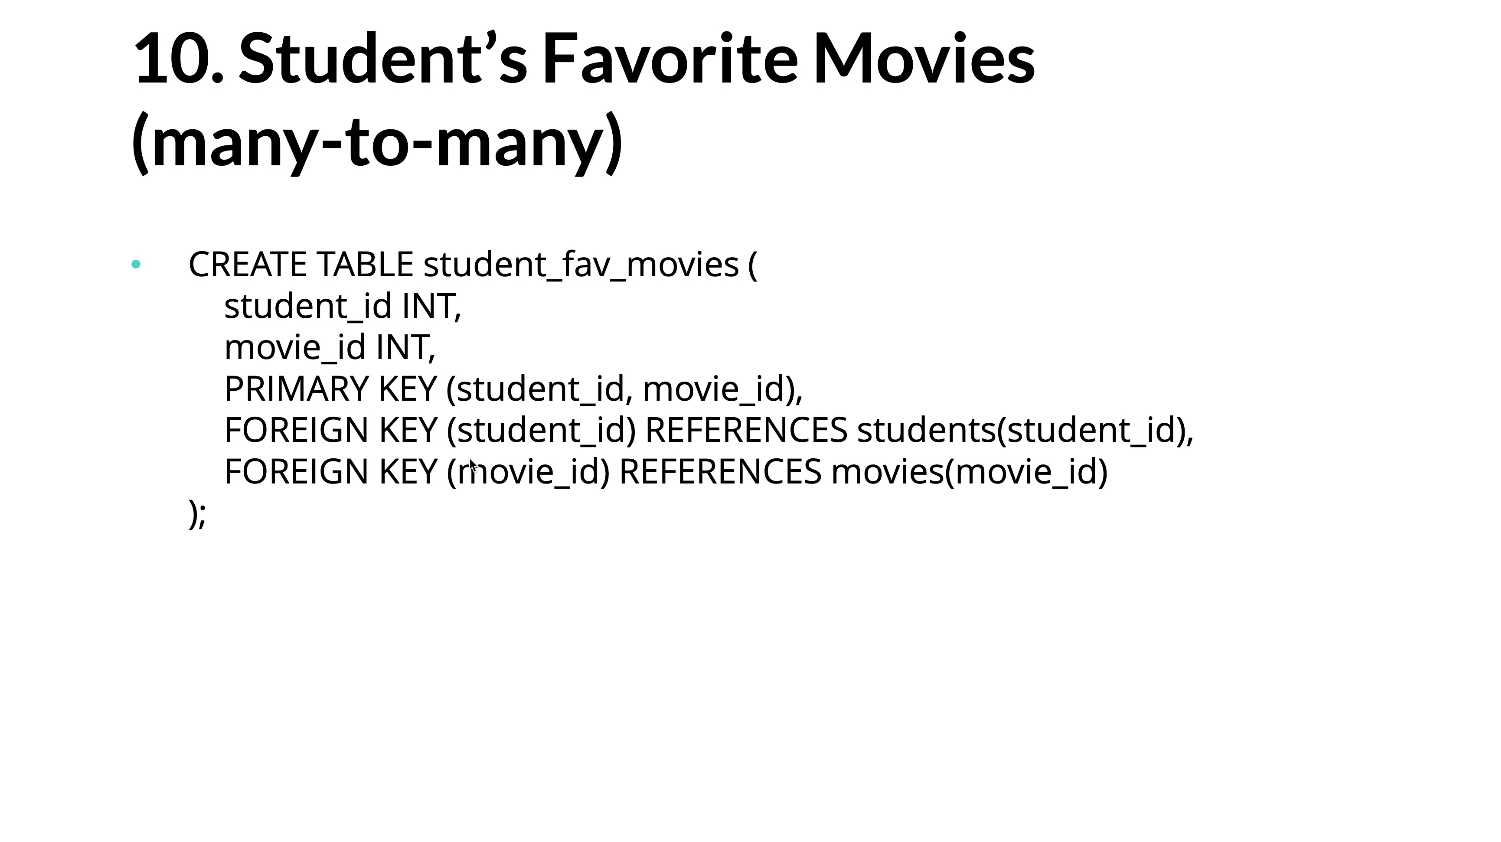 10. Student’s Favorite Movies
(many-to-many)
• CREATE TABLE student_fav_movies (
student_id INT,
movie_id INT,
PRIMARY KEY (student_id, movie_id),
FOREIGN KEY (student_id) REFERENCES students(student_id),
FOREIGN KEY (movie_id) REFERENCES movies(movie_id)
);